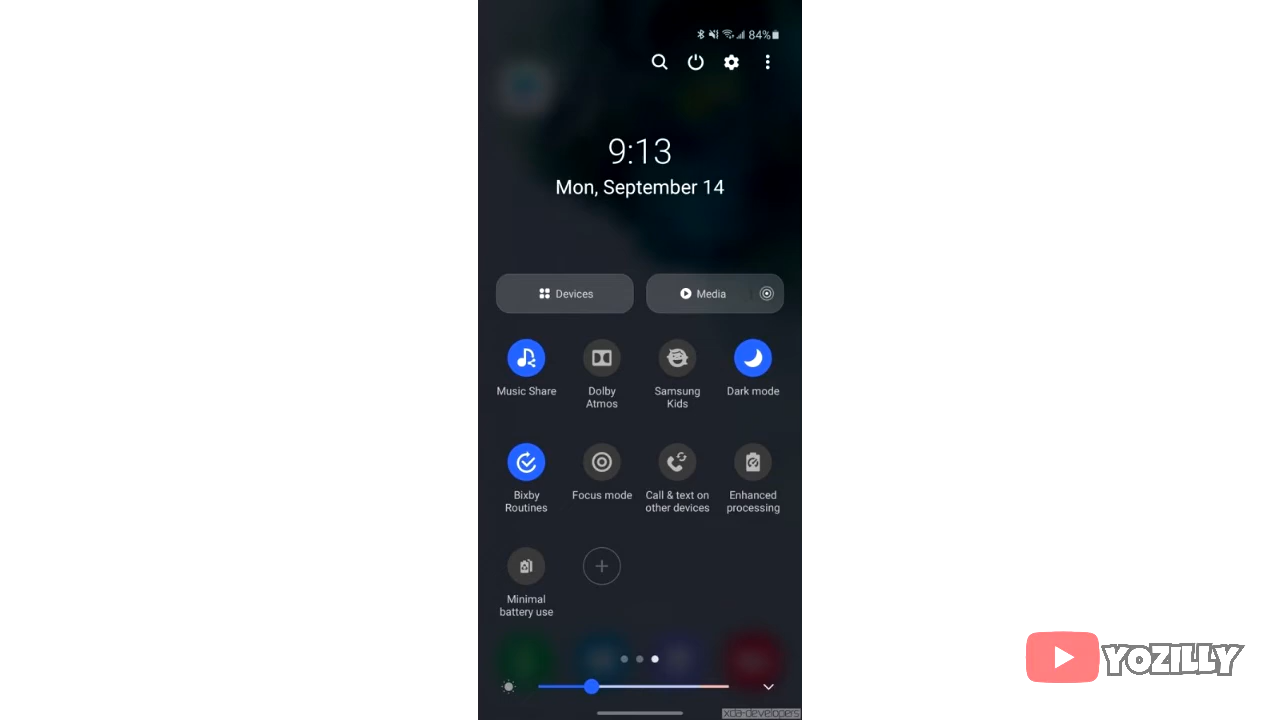 84%
9:13
Mon, September 14
Devices
Media
Music Share
Dolby
Atmos
Samsung
Kids
Dark mode
Bixby
Routines
Focus mode
Call & text on
other devices
Enhanced
processing
Minimal
battery use
YOZILLY
xda-developers